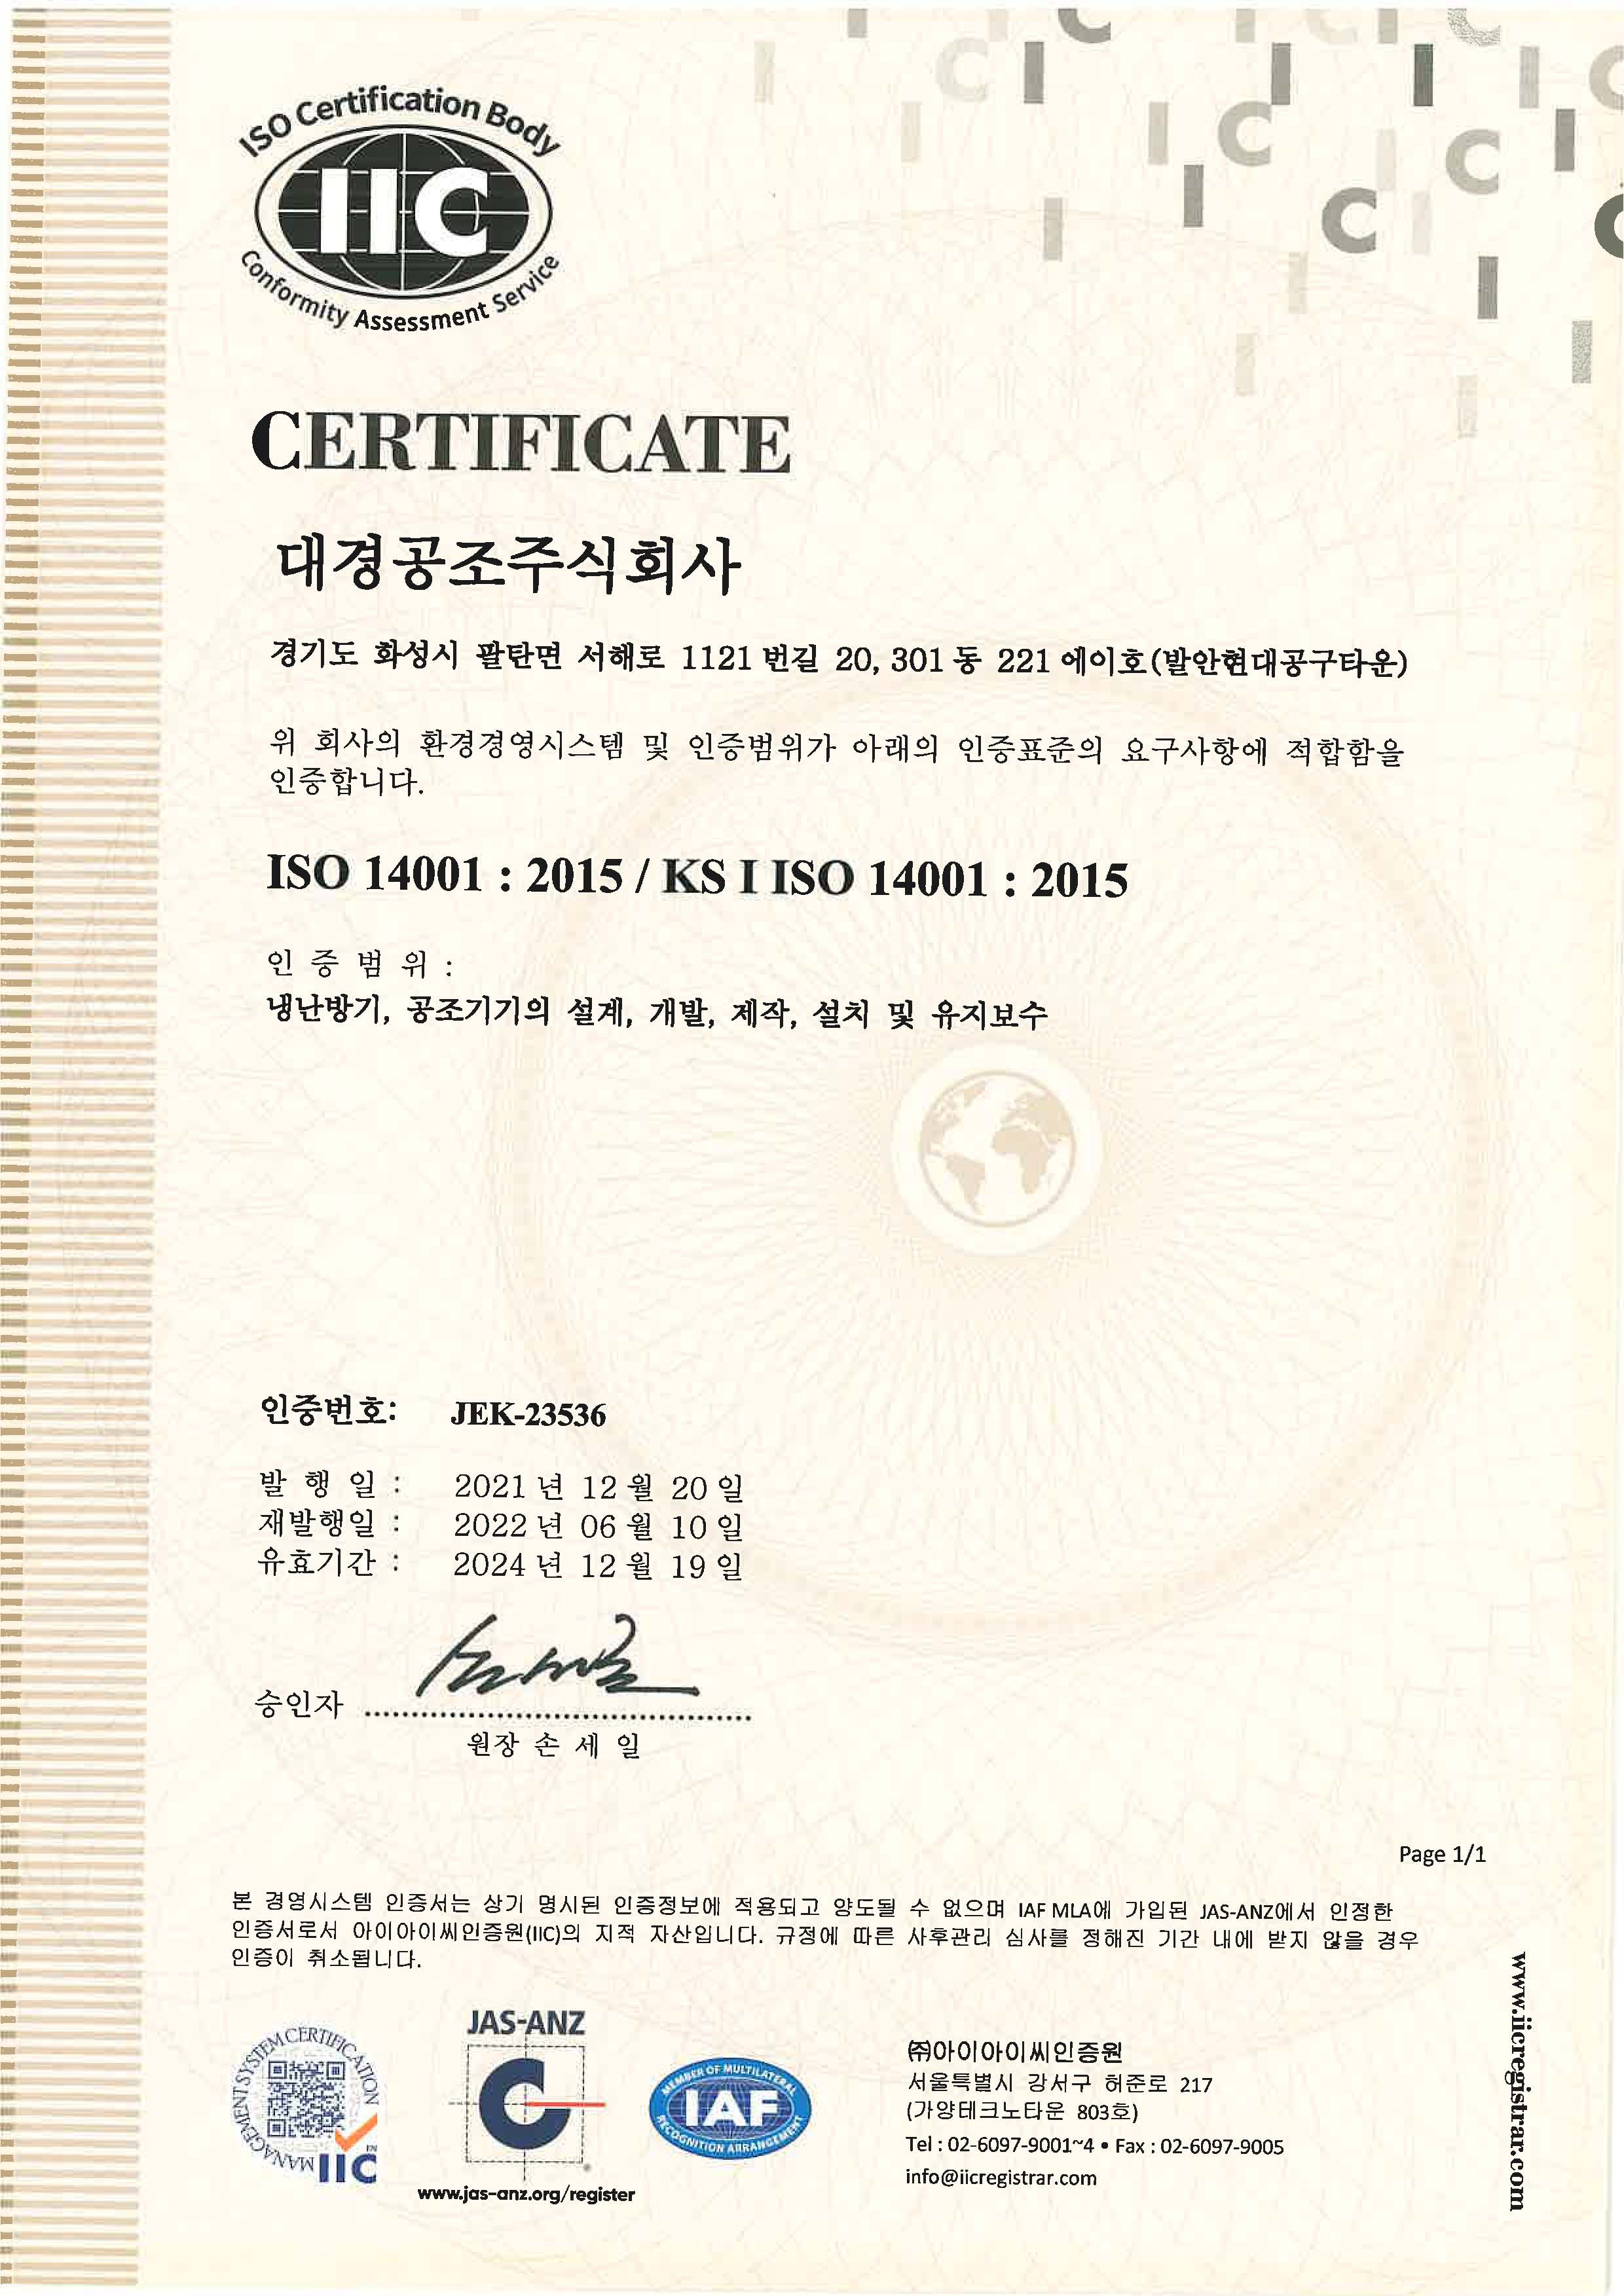 ISO Certification Body
IIC
Conformity Assessment Service
CERTIFICATE
대경공조주식회사
경기도 화성시 팔탄면 서해로 1121 번길 20, 301 동 221 에이호(발안현대공구타운)
위 회사의 환경경영시스템 및 인증범위가 아래의 인증표준의 요구사항에 적합함을
인증합니다.
ISO 14001 : 2015 / KS I ISO 14001 : 2015
인 증 범 위 :
냉난방기, 공조기기의 설계, 개발, 제작, 설치 및 유지보수
인증번호: JEK-23536
발 행 일 : 2021 년 12 월 20 일
재발행일 : 2022 년 06 월 10 일
유효기간 : 2024 년 12 월 19 일
승인자
원장 손 세 일
Page 1/1
본 경영시스템 인증서는 상기 명시된 인증정보에 적용되고 양도될 수 없으며 IAF MLA에 가입된 JAS-ANZ에서 인정한
인증서로서 아이아이씨인증원(IIC)의 지적 자산입니다. 규정에 따른 사후관리 심사를 정해진 기간 내에 받지 않을 경우
인증이 취소됩니다.
MANAGEMENT SYSTEM CERTIFICATION
IIC
JAS-ANZ
www.jas-anz.org/register
MEMBER OF MULTILATERAL
IAF
RECOGNITION ARRANGEMENT
㈜아이아이씨인증원
서울특별시 강서구 허준로 217
(가양테크노타운 803호)
Tel : 02-6097-9001~4 • Fax : 02-6097-9005
info@iicregistrar.com
www.iicregistrar.com